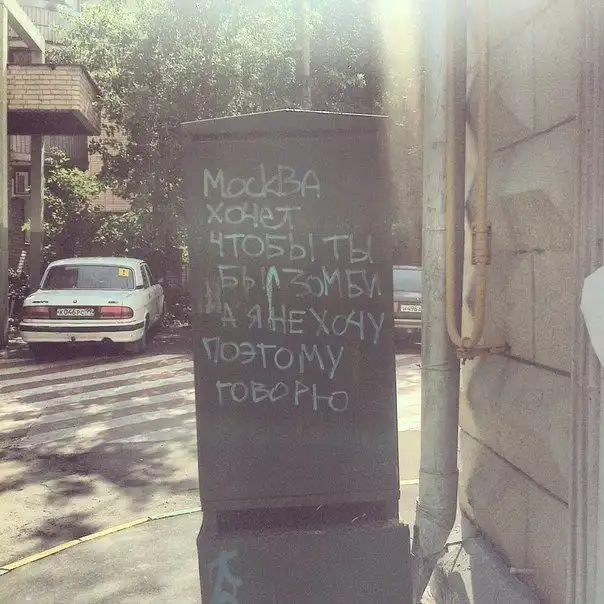 МОСКВА
ХОЧЕТ
ЧТОБЫ ТЫ
БЫЛ ЗОМБИ
А Я НЕ ХОЧУ
ПОЭТОМУ
ГОВОРЮ